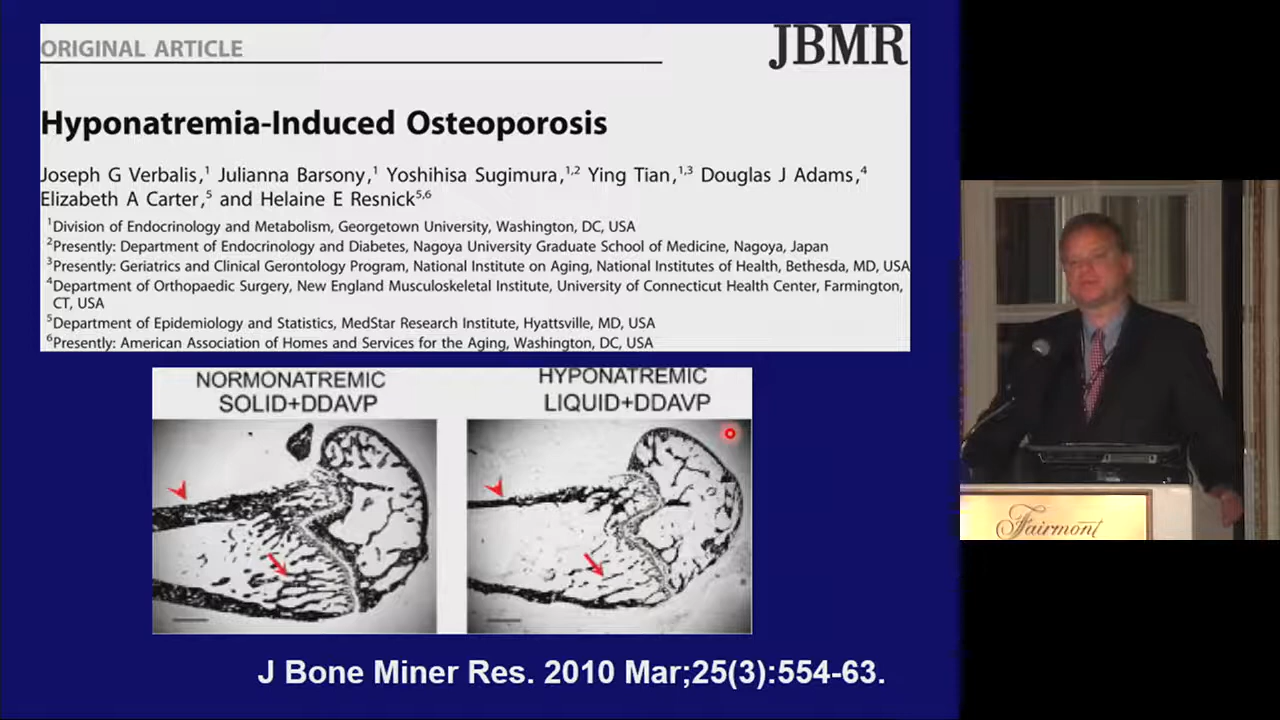 ORIGINAL ARTICLE
JBMR
Hyponatremia-Induced Osteoporosis
Joseph G Verbalis,1 Julianna Barsony,1 Yoshihisa Sugimura,1,2 Ying Tian,1,3 Douglas J Adams,4
Elizabeth A Carter,5 and Helaine E Resnick5,6
1Division of Endocrinology and Metabolism, Georgetown University, Washington, DC, USA
2Presently: Department of Endocrinology and Diabetes, Nagoya University Graduate School of Medicine, Nagoya, Japan
3Presently: Geriatrics and Clinical Gerontology Program, National Institute on Aging, National Institutes of Health, Bethesda, MD, USA
4Department of Orthopaedic Surgery, New England Musculoskeletal Institute, University of Connecticut Health Center, Farmington,
CT, USA
5Department of Epidemiology and Statistics, MedStar Research Institute, Hyattsville, MD, USA
6Presently: American Association of Homes and Services for the Aging, Washington, DC, USA
NORMONATREMIC
SOLID+DDAVP
HYPONATREMIC
LIQUID+DDAVP
J Bone Miner Res. 2010 Mar;25(3):554-63.
Fairmont